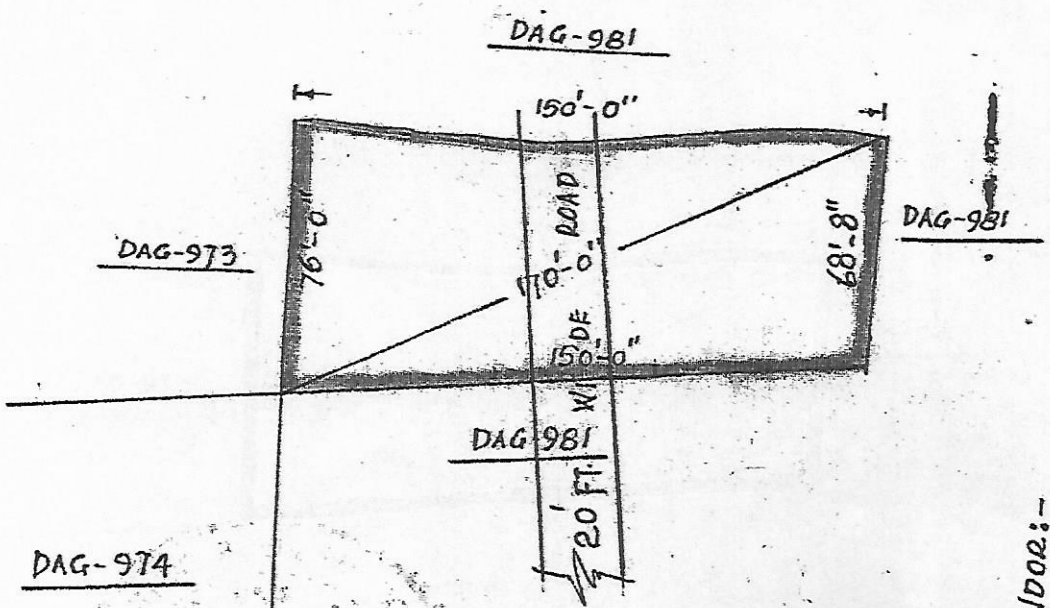 DAG-981
150'-0"
DAG-973
76'-0"
170'-0"
20 FT. WIDE ROAD
68'-8"
DAG-981
150'-0"
DAG-981
DAG-974
NDOR:-